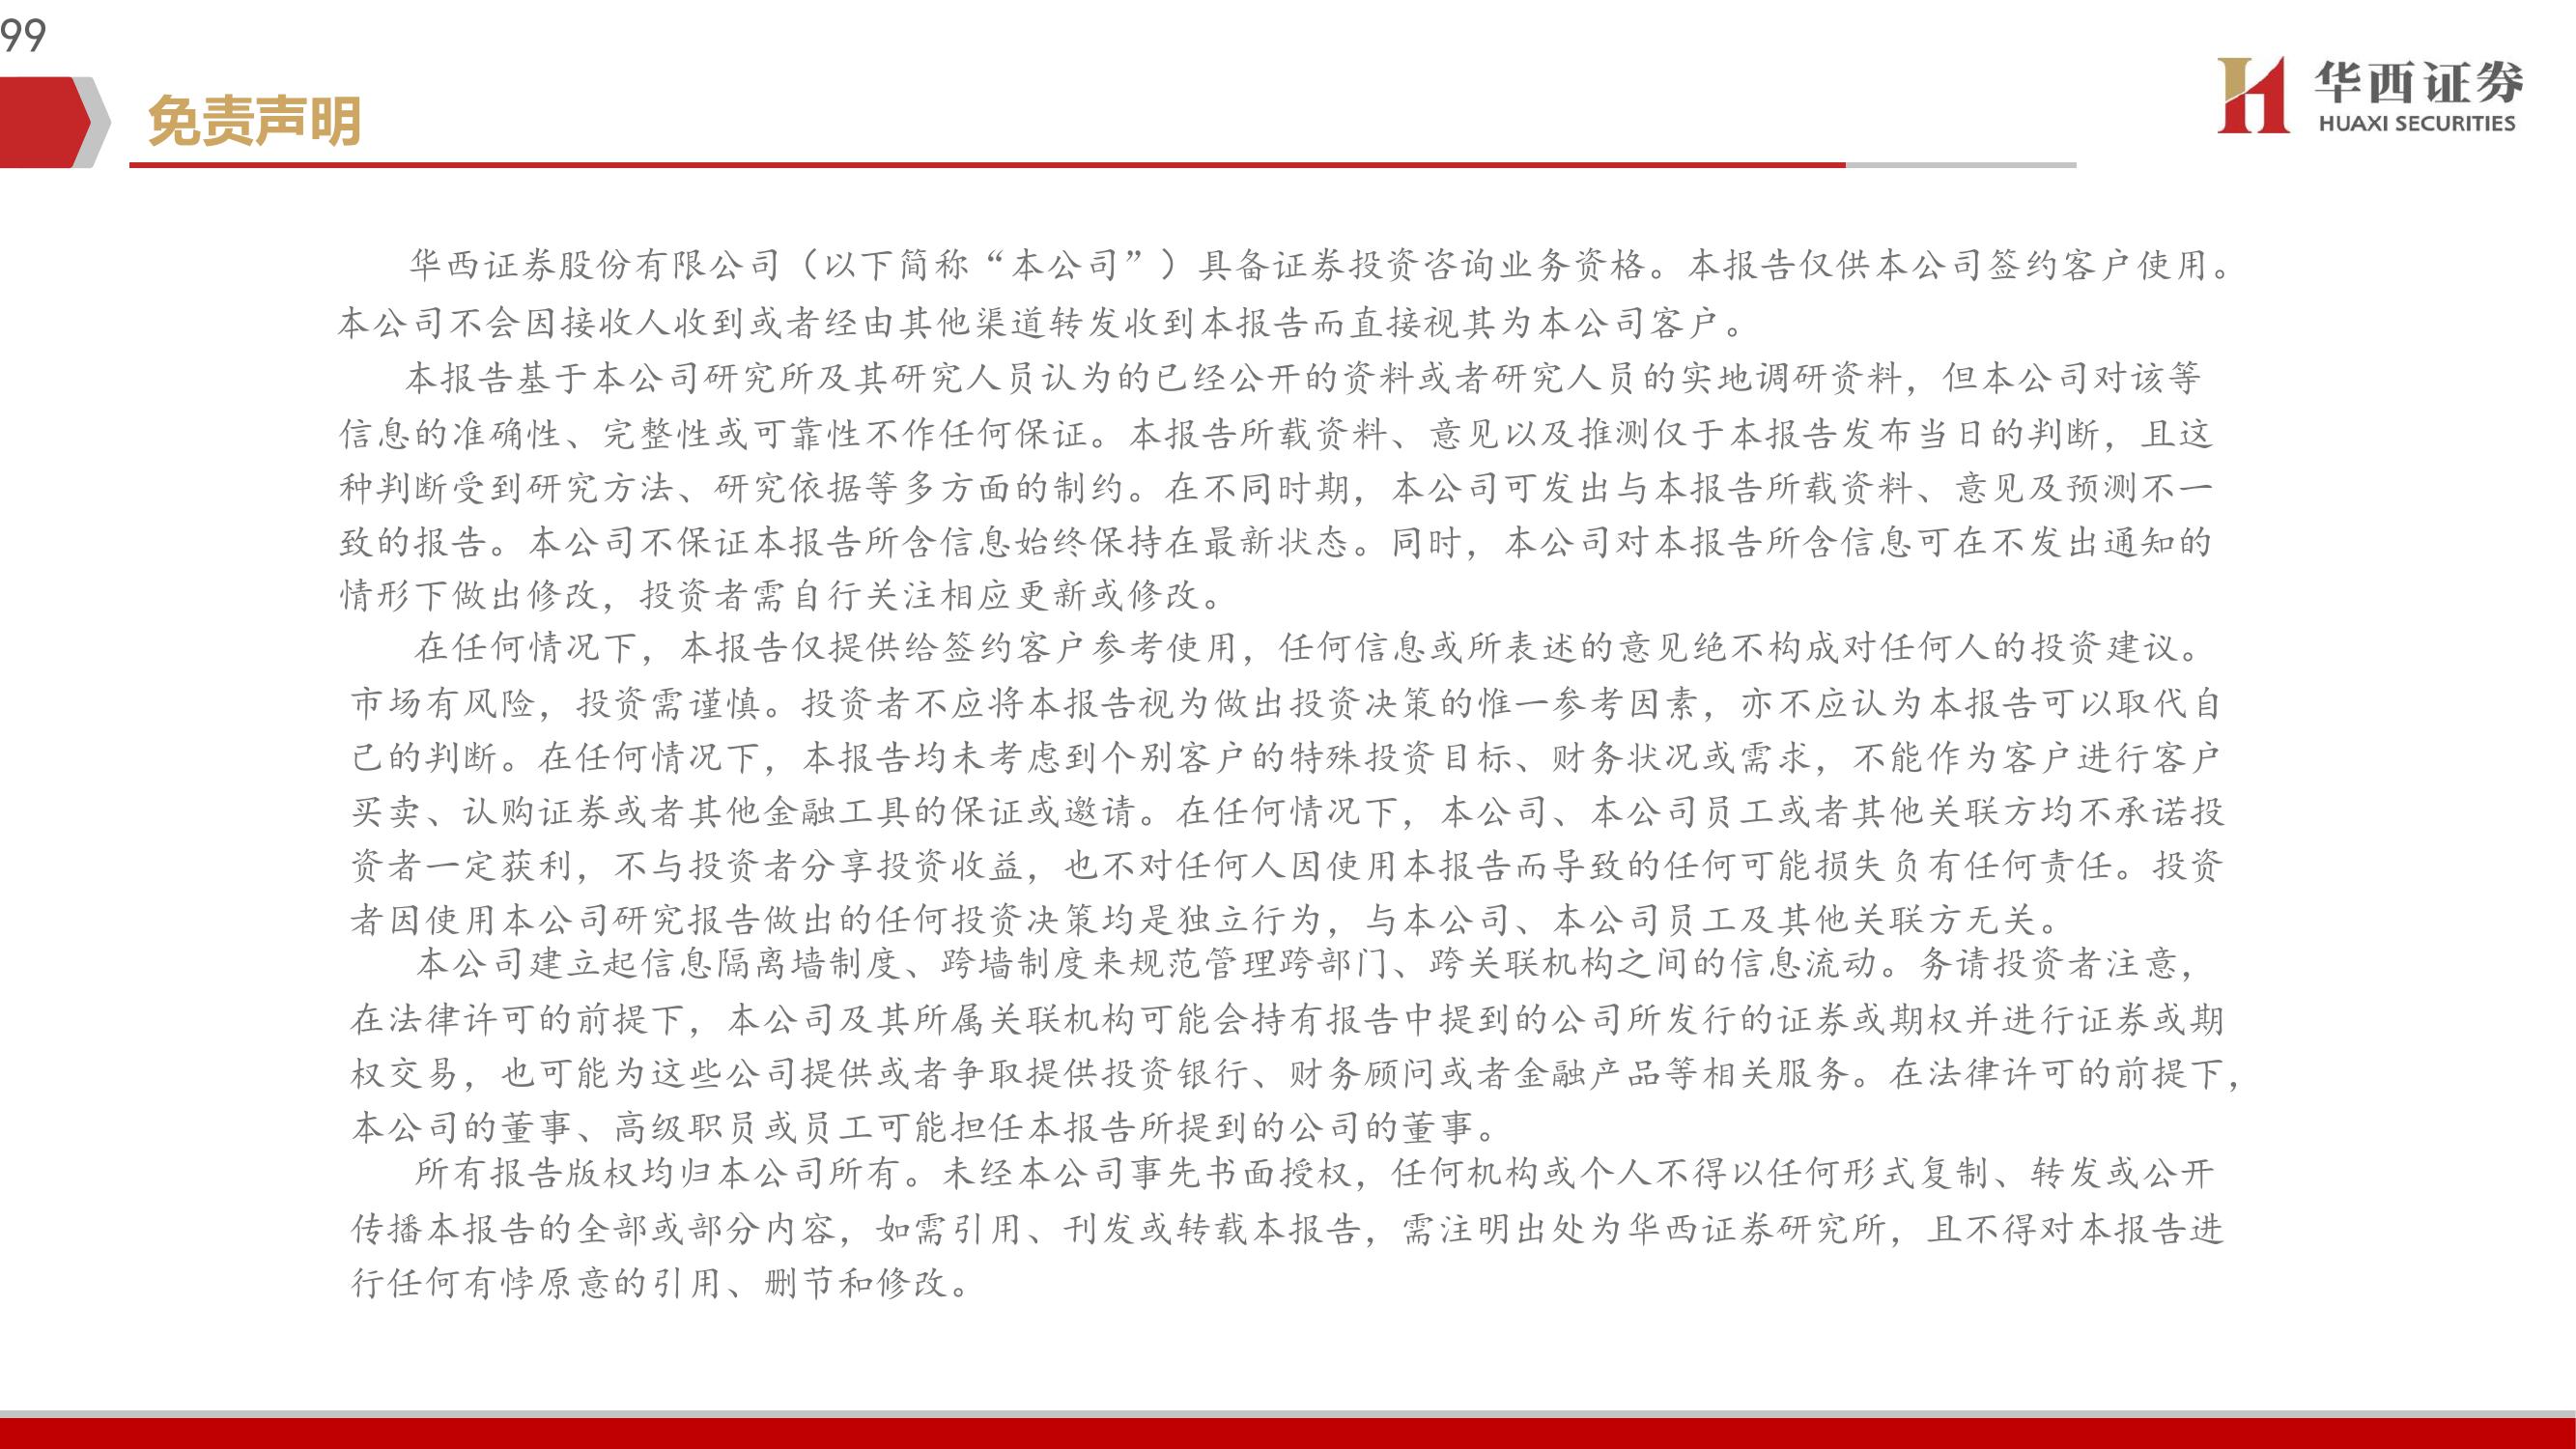 99
免责声明
华西证券
HUAXI SECURITIES
华西证券股份有限公司（以下简称“本公司”）具备证券投资咨询业务资格。本报告仅供本公司签约客户使用。
本公司不会因接收人收到或者经由其他渠道转发收到本报告而直接视其为本公司客户。
本报告基于本公司研究所及其研究人员认为的已经公开的资料或者研究人员的实地调研资料，但本公司对该等
信息的准确性、完整性或可靠性不作任何保证。本报告所载资料、意见以及推测仅于本报告发布当日的判断，且这
种判断受到研究方法、研究依据等多方面的制约。在不同时期，本公司可发出与本报告所载资料、意见及预测不一
致的报告。本公司不保证本报告所含信息始终保持在最新状态。同时，本公司对本报告所含信息可在不发出通知的
情形下做出修改，投资者需自行关注相应更新或修改。
在任何情况下，本报告仅提供给签约客户参考使用，任何信息或所表述的意见绝不构成对任何人的投资建议。
市场有风险，投资需谨慎。投资者不应将本报告视为做出投资决策的惟一参考因素，亦不应认为本报告可以取代自
己的判断。在任何情况下，本报告均未考虑到个别客户的特殊投资目标、财务状况或需求，不能作为客户进行客户
买卖、认购证券或者其他金融工具的保证或邀请。在任何情况下，本公司、本公司员工或者其他关联方均不承诺投
资者一定获利，不与投资者分享投资收益，也不对任何人因使用本报告而导致的任何可能损失负有任何责任。投资
者因使用本公司研究报告做出的任何投资决策均是独立行为，与本公司、本公司员工及其他关联方无关。
本公司建立起信息隔离墙制度、跨墙制度来规范管理跨部门、跨关联机构之间的信息流动。务请投资者注意，
在法律许可的前提下，本公司及其所属关联机构可能会持有报告中提到的公司所发行的证券或期权并进行证券或期
权交易，也可能为这些公司提供或者争取提供投资银行、财务顾问或者金融产品等相关服务。在法律许可的前提下，
本公司的董事、高级职员或员工可能担任本报告所提到的公司的董事。
所有报告版权均归本公司所有。未经本公司事先书面授权，任何机构或个人不得以任何形式复制、转发或公开
传播本报告的全部或部分内容，如需引用、刊发或转载本报告，需注明出处为华西证券研究所，且不得对本报告进
行任何有悖原意的引用、删节和修改。